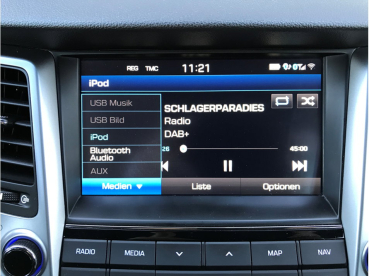 REG TMC 11:21
iPod
USB Musik
USB Bild
iPod
Bluetooth
Audio
AUX
SCHLAGERPARADIES
Radio
DAB+
26 45:00
Medien Liste Optionen
RADIO MEDIA MAP NAV